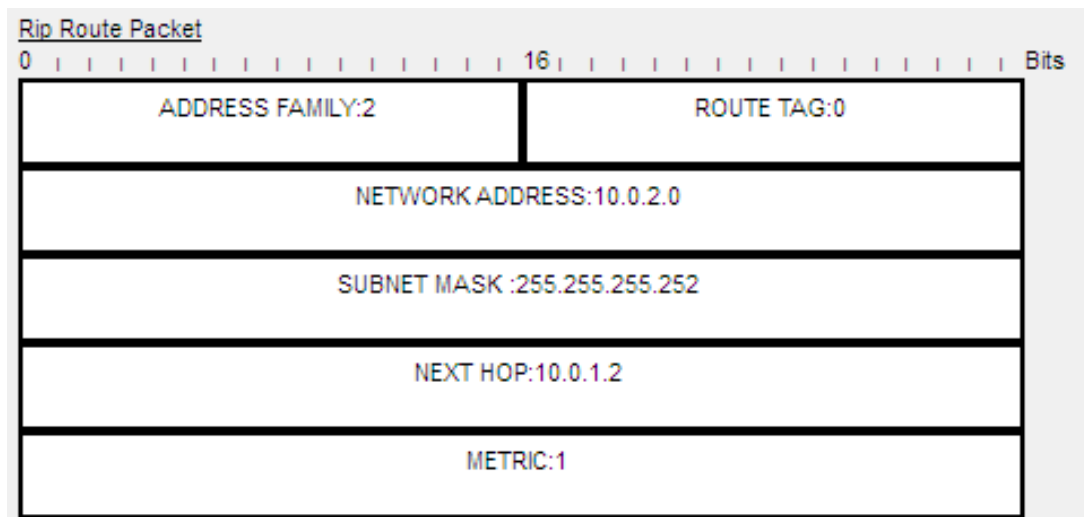 Rip Route Packet
0 16 Bits
ADDRESS FAMILY:2 ROUTE TAG:0
NETWORK ADDRESS:10.0.2.0
SUBNET MASK :255.255.255.252
NEXT HOP:10.0.1.2
METRIC:1